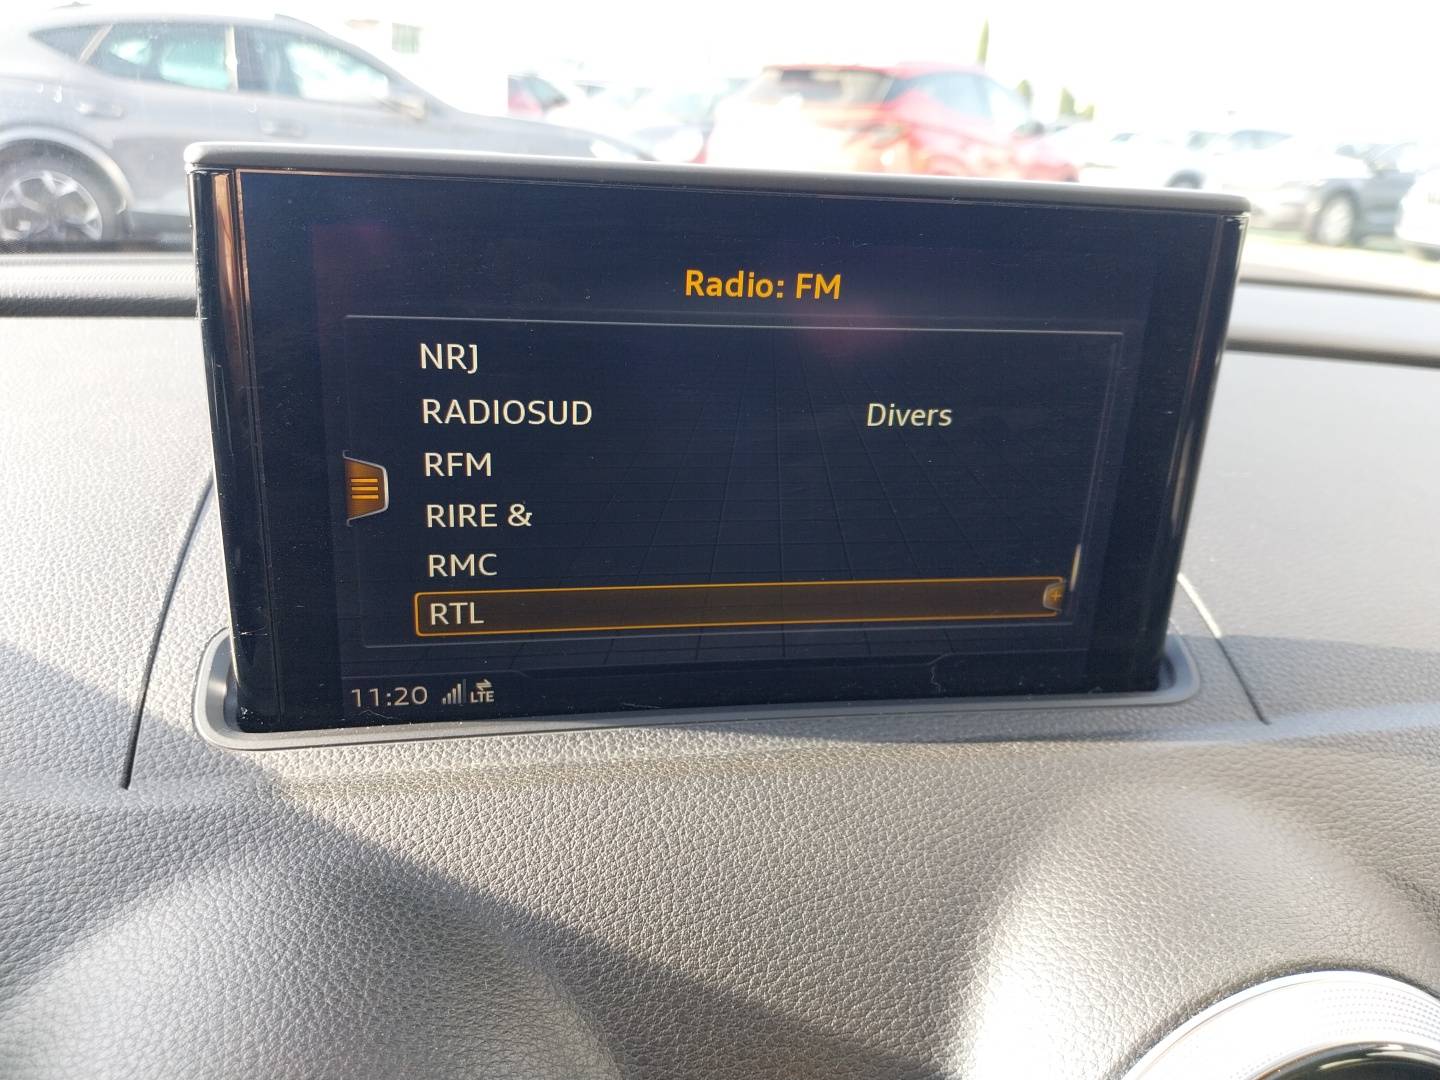 Radio: FM
NRJ
RADIOSUD Divers
RFM
RIRE &
RMC
RTL
11:20 LTE